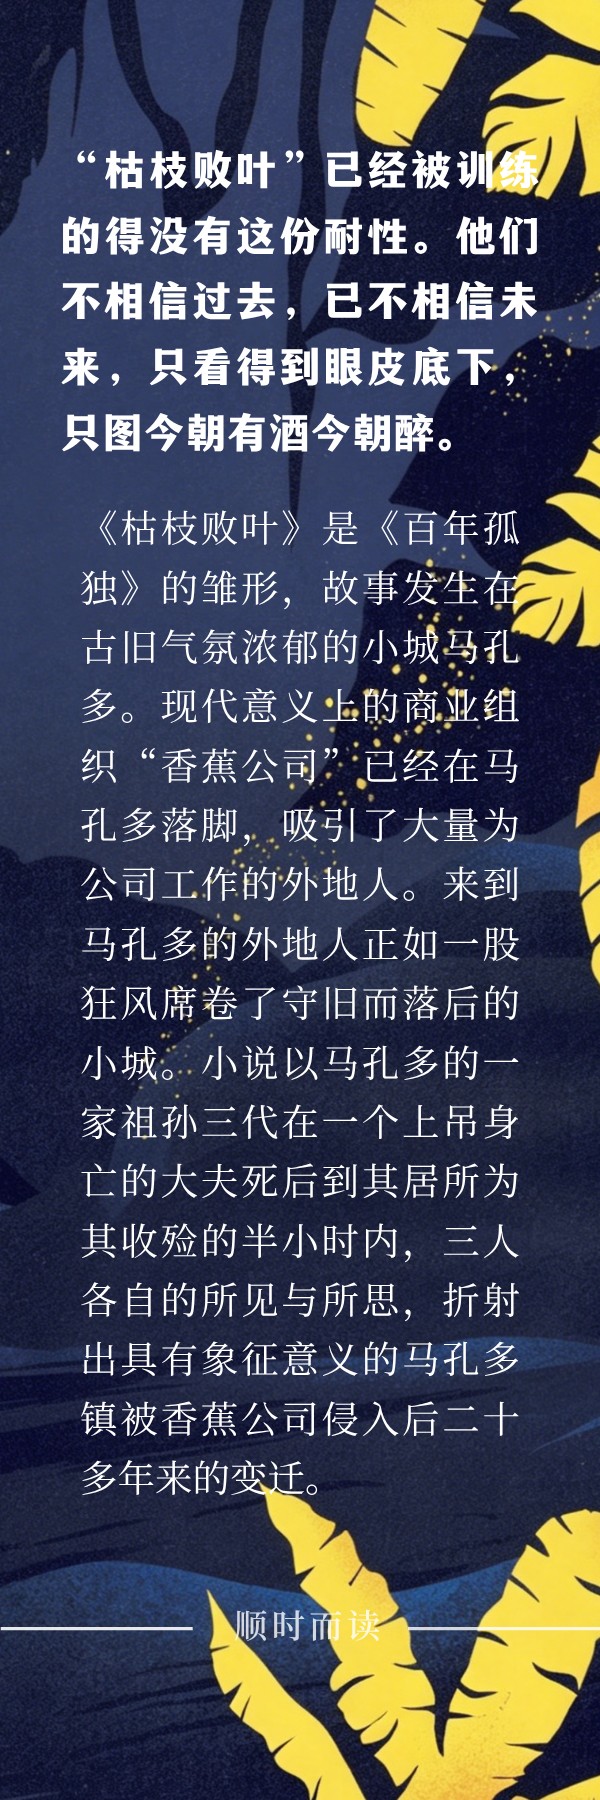 “枯枝败叶”已经被训练
的得没有这份耐性。他们
不相信过去，已不相信未
来，只看得到眼皮底下，
只图今朝有酒今朝醉。
《枯枝败叶》是《百年孤
独》的雏形，故事发生在
古旧气氛浓郁的小城马孔
多。现代意义上的商业组
织“香蕉公司”已经在马
孔多落脚，吸引了大量为
公司工作的外地人。来到
马孔多的外地人正如一股
狂风席卷了守旧而落后的
小城。小说以马孔多的一
家祖孙三代在一个上吊身
亡的大夫死后到其居所为
其收殓的半小时内，三人
各自的所见与所思，折射
出具有象征意义的马孔多
镇被香蕉公司侵入后二十
多年来的变迁。
顺时而读